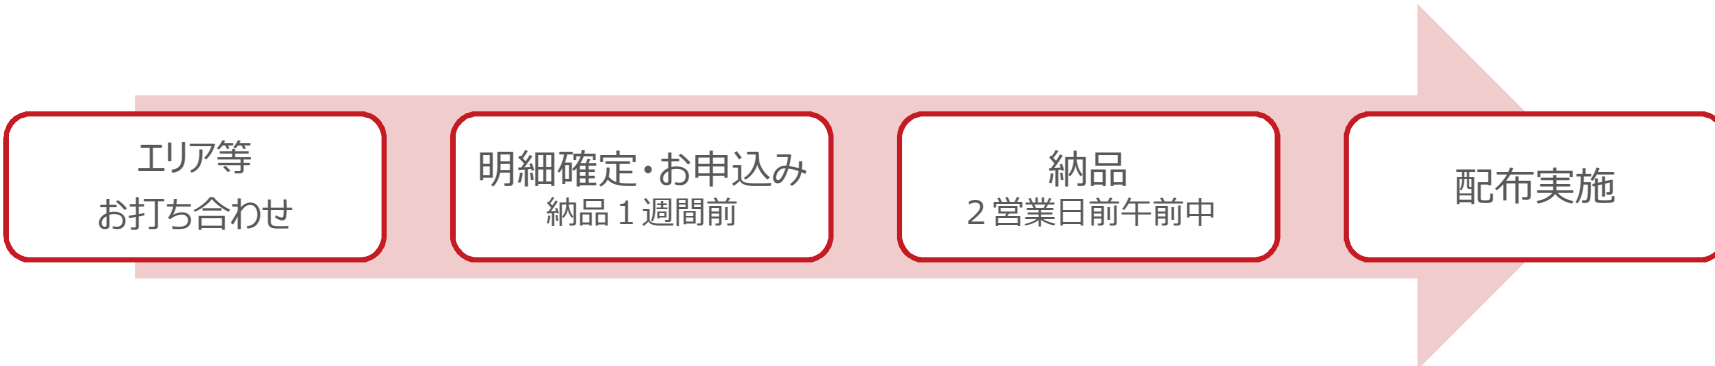 エリア等
お打ち合わせ
明細確定・お申込み
納品１週間前
納品
２営業日前午前中
配布実施